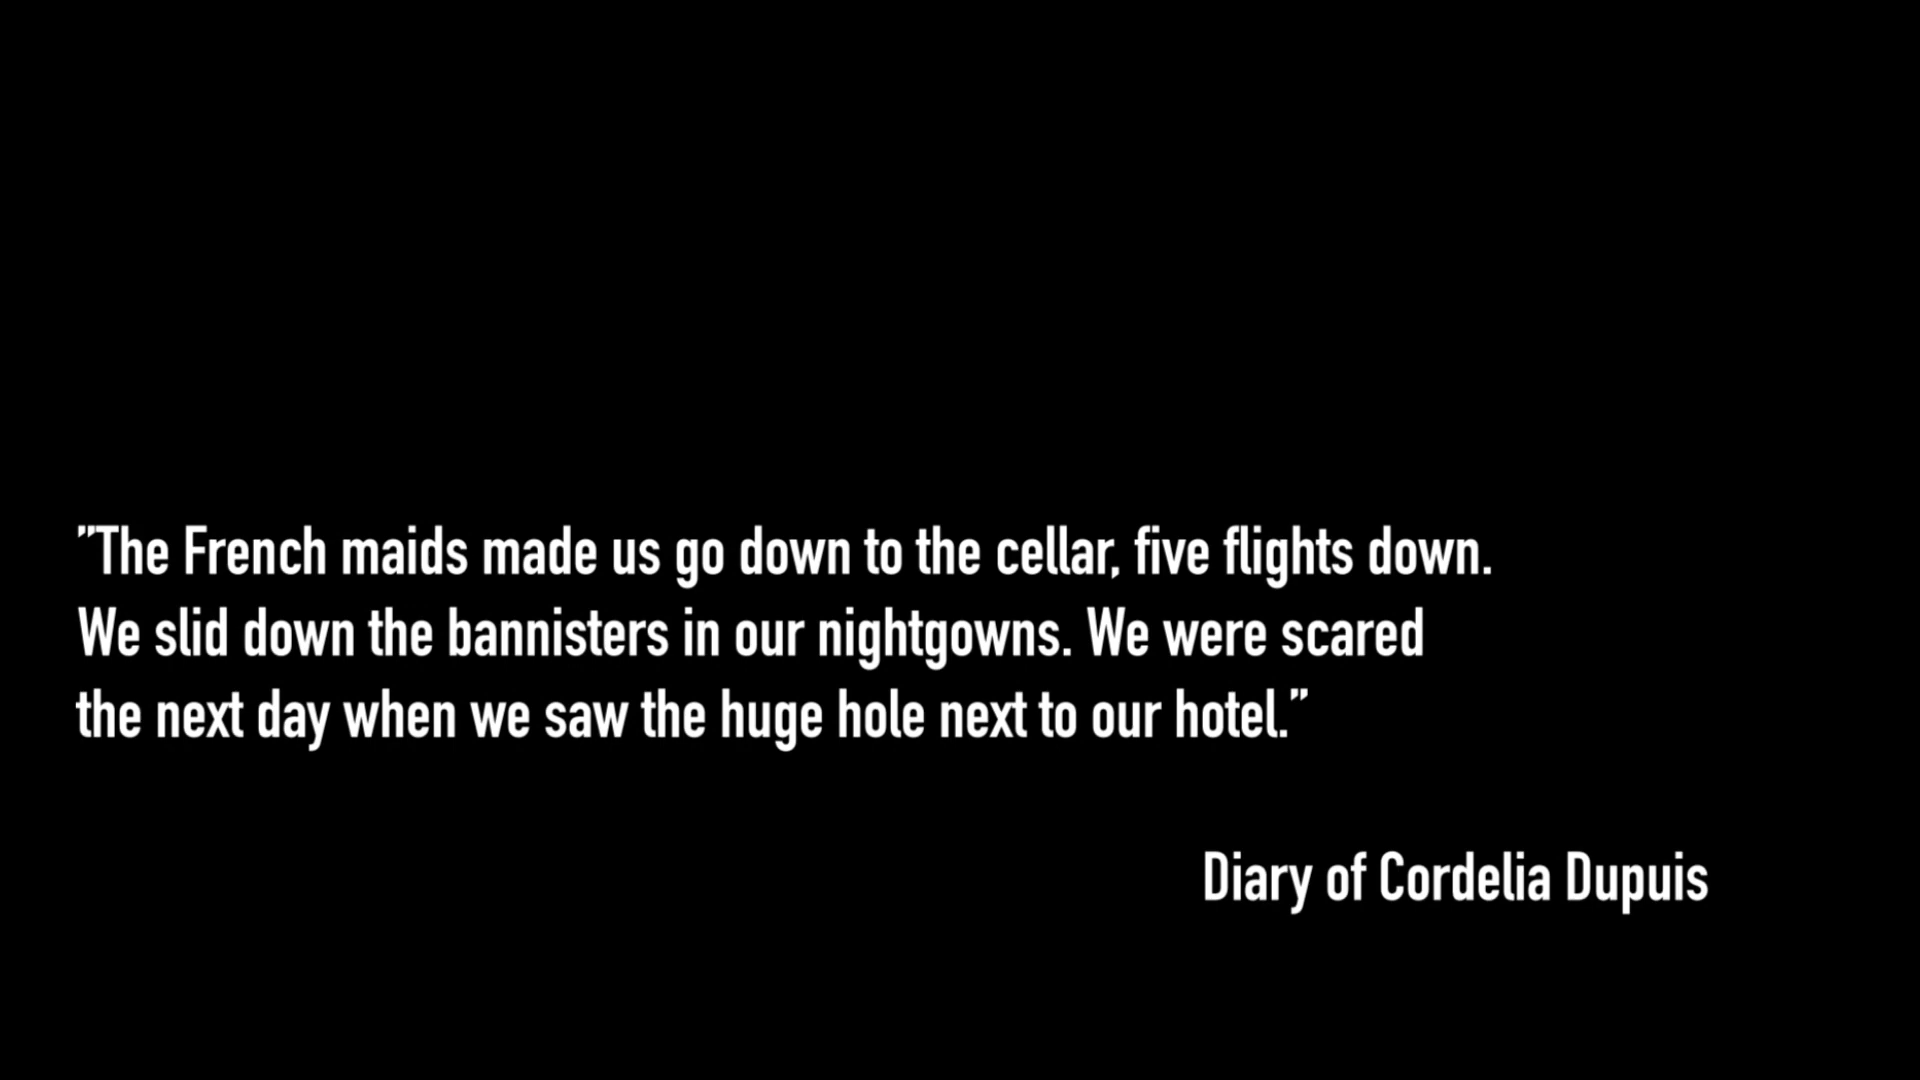 "The French maids made us go down to the cellar, five flights down.
We slid down the bannisters in our nightgowns. We were scared
the next day when we saw the huge hole next to our hotel."
Diary of Cordelia Dupuis